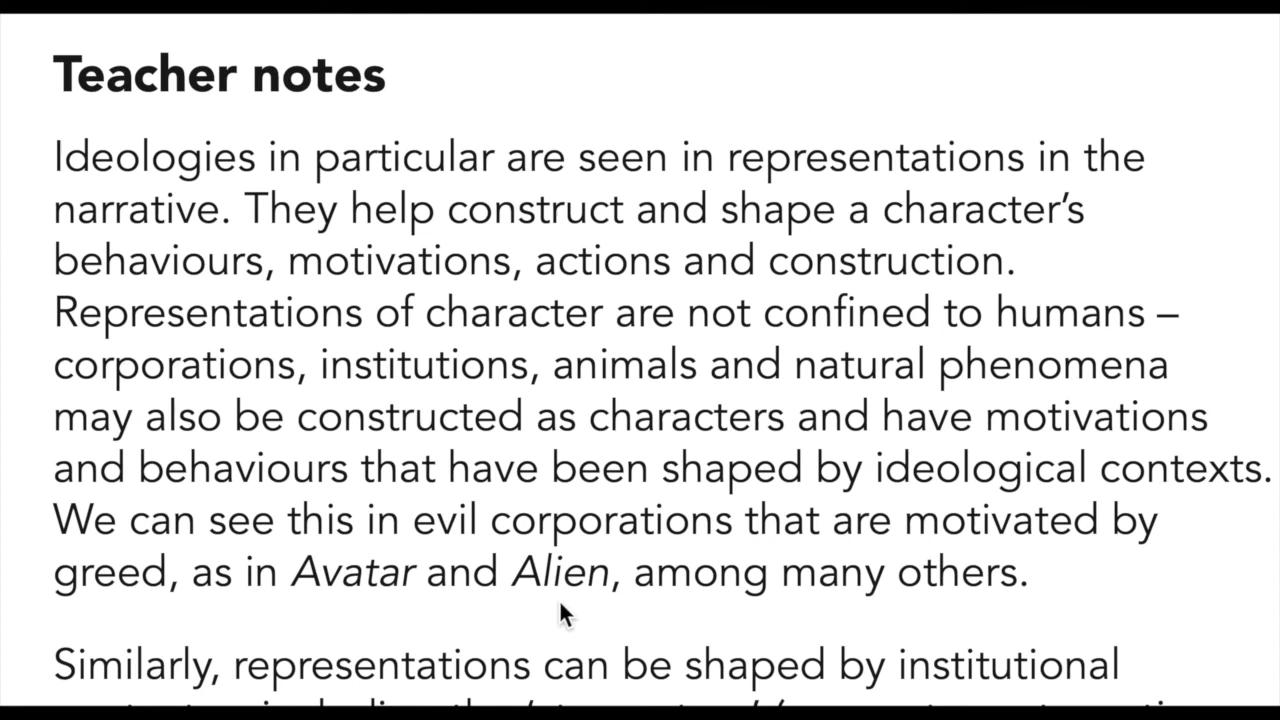 Teacher notes
Ideologies in particular are seen in representations in the
narrative. They help construct and shape a character’s
behaviours, motivations, actions and construction.
Representations of character are not confined to humans –
corporations, institutions, animals and natural phenomena
may also be constructed as characters and have motivations
and behaviours that have been shaped by ideological contexts.
We can see this in evil corporations that are motivated by
greed, as in Avatar and Alien, among many others.
Similarly, representations can be shaped by institutional